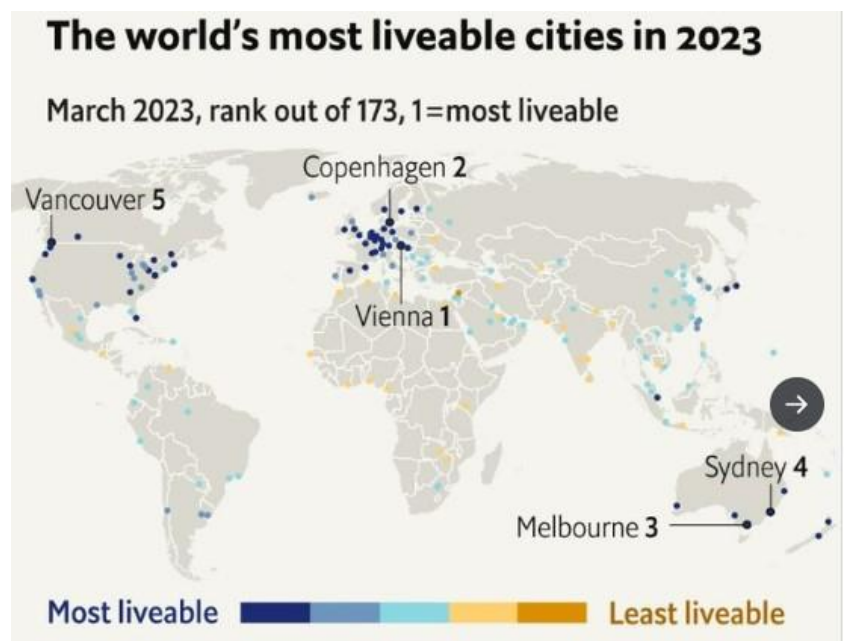 The world's most liveable cities in 2023
March 2023, rank out of 173, 1=most liveable
Copenhagen 2
Vancouver 5
Vienna 1
Sydney 4
Melbourne 3
Most liveable
Least liveable